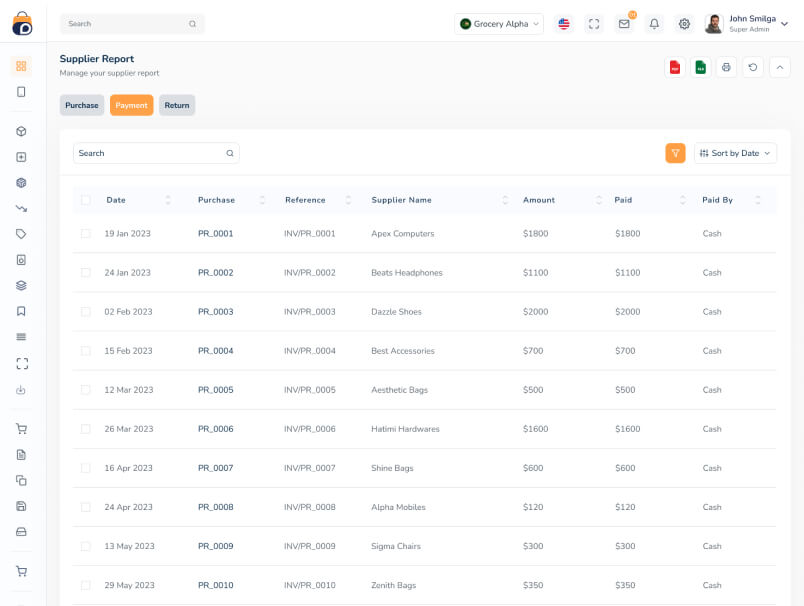 Search
Grocery Alpha
John Smilga
Super Admin
Supplier Report
Manage your supplier report
Purchase Payment Return
Search
Sort by Date
Date Purchase Reference Supplier Name Amount Paid Paid By
19 Jan 2023 PR_0001 INV/PR_0001 Apex Computers $1800 $1800 Cash
24 Jan 2023 PR_0002 INV/PR_0002 Beats Headphones $1100 $1100 Cash
02 Feb 2023 PR_0003 INV/PR_0003 Dazzle Shoes $2000 $2000 Cash
15 Feb 2023 PR_0004 INV/PR_0004 Best Accessories $700 $700 Cash
12 Mar 2023 PR_0005 INV/PR_0005 Aesthetic Bags $500 $500 Cash
26 Mar 2023 PR_0006 INV/PR_0006 Hatimi Hardwares $1600 $1600 Cash
16 Apr 2023 PR_0007 INV/PR_0007 Shine Bags $600 $600 Cash
24 Apr 2023 PR_0008 INV/PR_0008 Alpha Mobiles $120 $120 Cash
13 May 2023 PR_0009 INV/PR_0009 Sigma Chairs $300 $300 Cash
29 May 2023 PR_0010 INV/PR_0010 Zenith Bags $350 $350 Cash